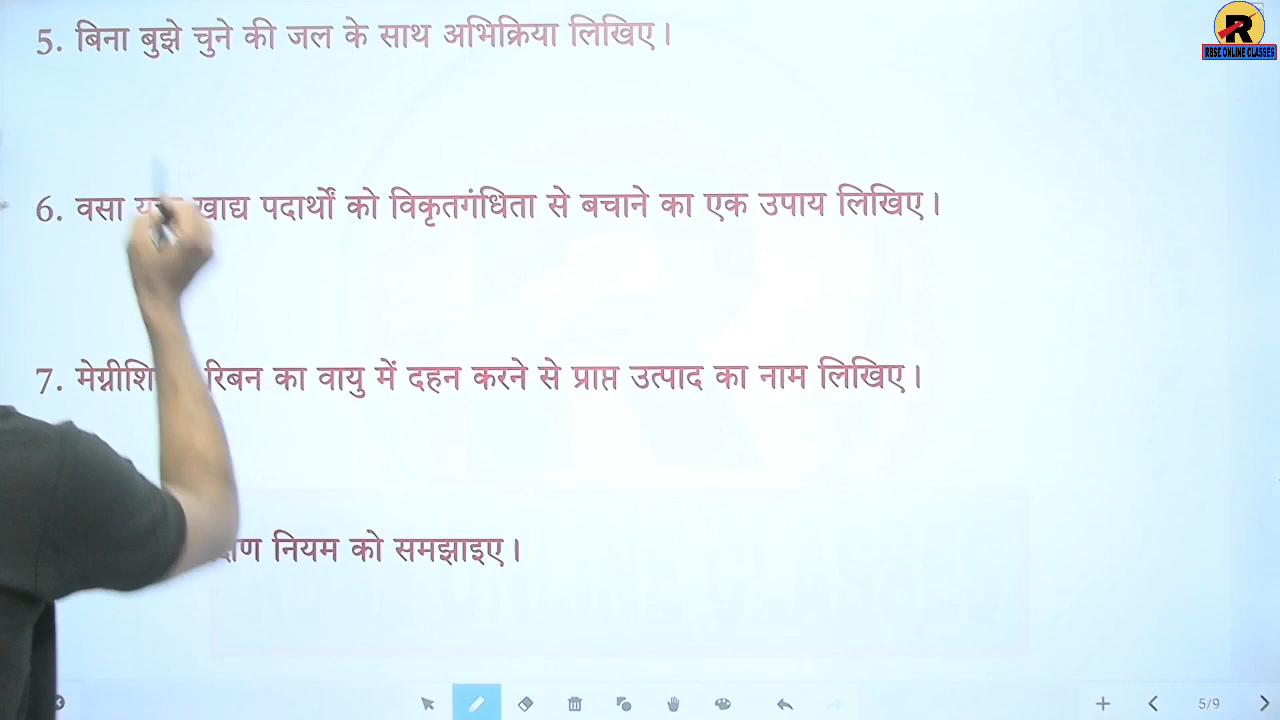 5. बिना बुझे चुने की जल के साथ अभिक्रिया लिखिए।
6. वसा खाद्य पदार्थों को विकृतगंधिता से बचाने का एक उपाय लिखिए।
7. रिबन का वायु में दहन करने से प्राप्त उत्पाद का नाम लिखिए।
नियम को समझाइए।
R
RBSE ONLINE CLASSES
5/9